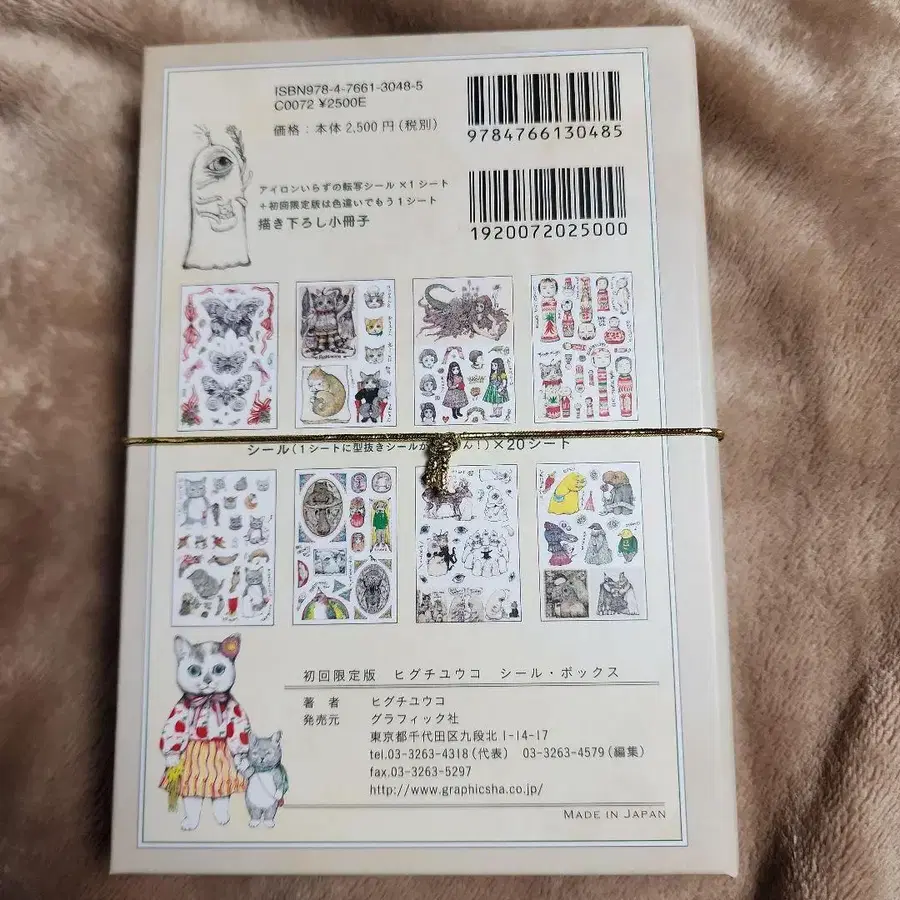 ISBN978-4-7661-3048-5
C0072 ¥2500E
価格：本体 2,500 円（税別）
9784766130485
アイロンいらずの転写シール ×1 シート
＋初回限定版は色違いでもう1シート
描き下ろし小冊子
1920072025000
シール（1シートに型抜きシールが ん！）×20シート
初回限定版 ヒグチユウコ シール・ボックス
著 者 ヒグチユウコ
発売元 グラフィック社
東京都千代田区九段北 1-14-17
tel.03-3263-4318（代表） 03-3263-4579（編集）
fax.03-3263-5297
http://www.graphicsha.co.jp/
MADE IN JAPAN